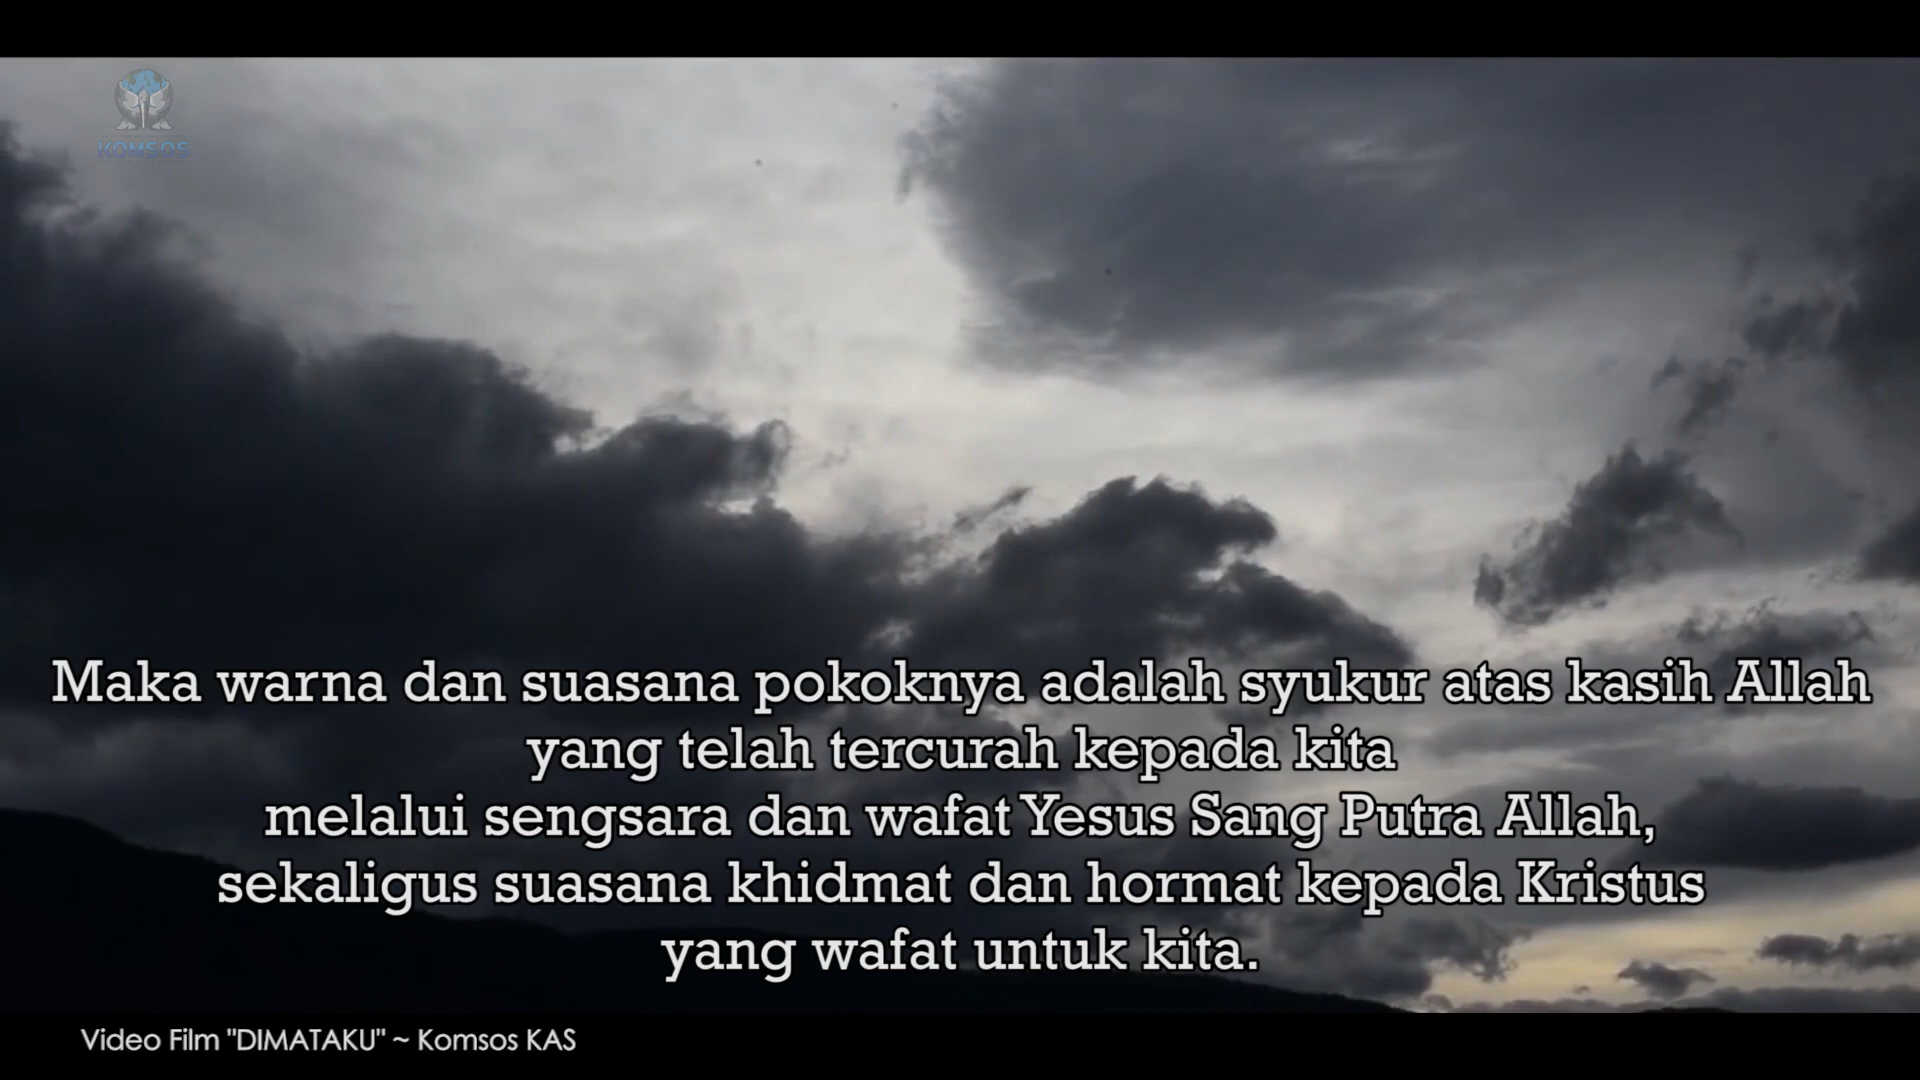 KOMSOS
Maka warna dan suasana pokoknya adalah syukur atas kasih Allah
yang telah tercurah kepada kita
melalui sengsara dan wafat Yesus Sang Putra Allah,
sekaligus suasana khidmat dan hormat kepada Kristus
yang wafat untuk kita.
Video Film "DIMATAKU" ~ Komsos KAS